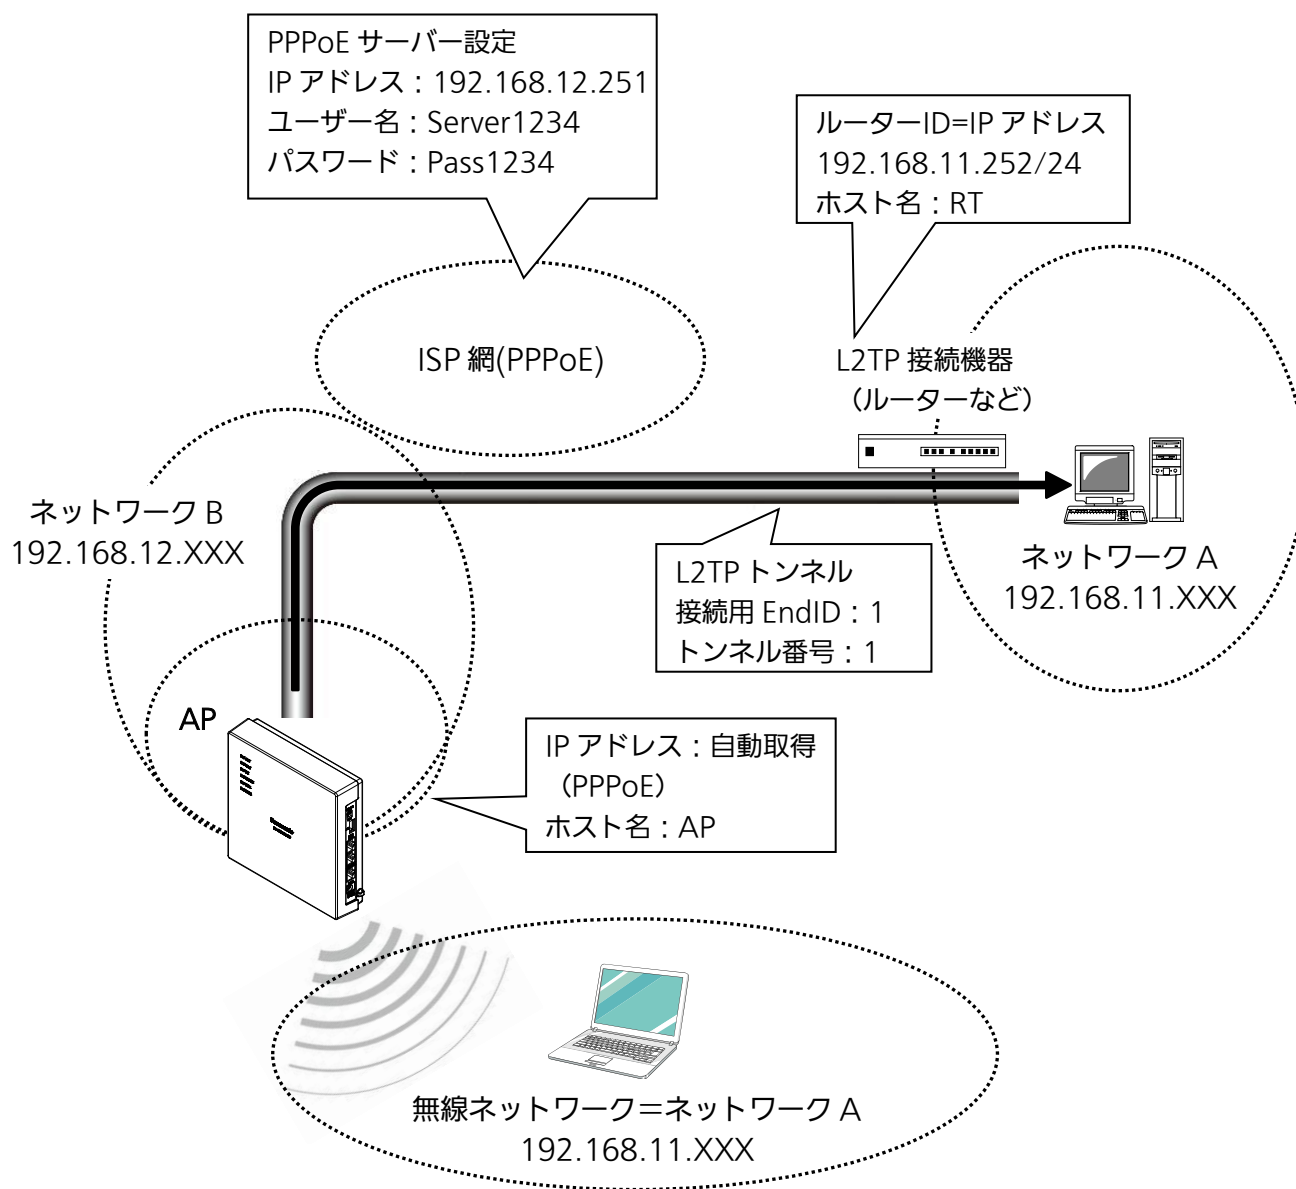 PPPoE サーバー設定
IP アドレス：192.168.12.251
ユーザー名：Server1234
パスワード：Pass1234
ルーターID=IP アドレス
192.168.11.252/24
ホスト名：RT
ISP 網(PPPoE)
L2TP 接続機器
（ルーターなど）
ネットワーク B
192.168.12.XXX
L2TP トンネル
接続用 EndID：1
トンネル番号：1
ネットワーク A
192.168.11.XXX
AP
IP アドレス：自動取得
（PPPoE）
ホスト名：AP
無線ネットワーク＝ネットワーク A
192.168.11.XXX